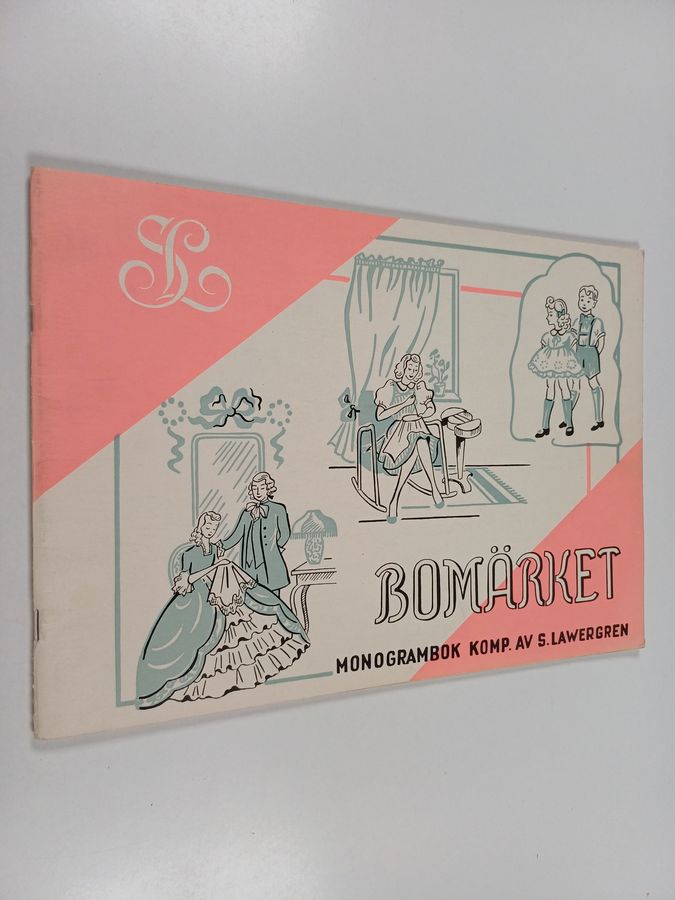 SL
BOMÄRKET
MONOGRAMBOK KOMP. AV S. LAWERGREN